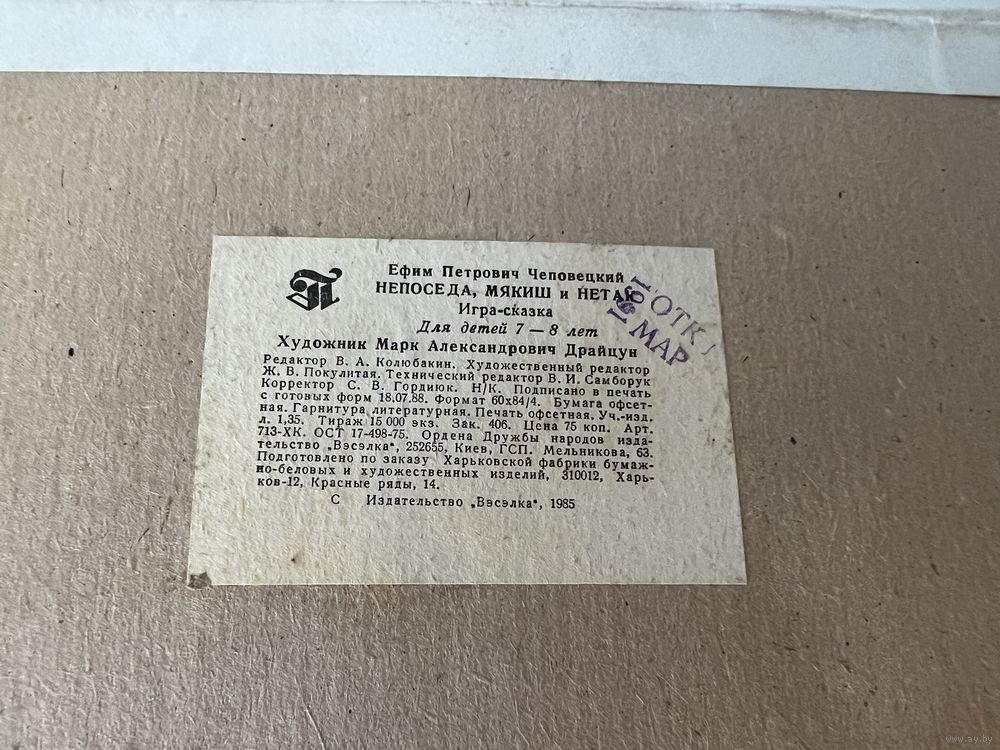 П
Ефим Петрович Чеповецкий
НЕПОСЕДА, МЯКИШ и НЕТАК
Игра-сказка
Для детей 7 — 8 лет
Художник Марк Александрович Драйцун
Редактор В. А. Колюбакин. Художественный редактор
Ж. В. Покулитая. Технический редактор В. И. Самборук
Корректор С. В. Гордиюк. Н/К. Подписано в печать
с готовых форм 18.07.88. Формат 60х84/4. Бумага офсет-
ная. Гарнитура литературная. Печать офсетная. Уч.-изд.
л. 1,35. Тираж 15 000 экз. Зак. 406. Цена 75 коп. Арт.
713-ХК. ОСТ 17-498-75. Ордена Дружбы народов изда-
тельство „Вэсэлка“, 252655, Киев, ГСП. Мельникова, 63.
Подготовлено по заказу Харьковской фабрики бумаж-
но-беловых и художественных изделий, 310012, Харь-
ков-12, Красные ряды, 14.
С Издательство „Вэсэлка“, 1985
ОТК
МАР
www.ay.by